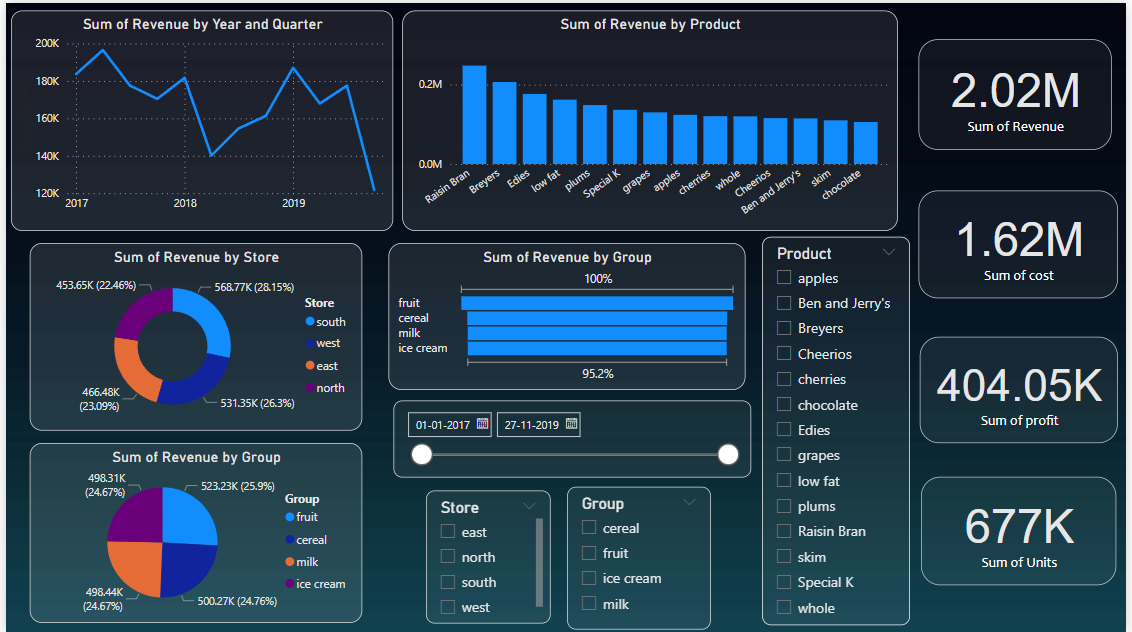 Sum of Revenue by Year and Quarter
200K
180K
160K
140K
120K
2017
2018
2019
Sum of Revenue by Product
0.2M
0.0M
Raisin Bran
Breyers
Edies
low fat
plums
Special K
grapes
apples
cherries
whole
Cheerios
Ben and Jerry's
skim
chocolate
2.02M
Sum of Revenue
1.62M
Sum of cost
404.05K
Sum of profit
677K
Sum of Units
Sum of Revenue by Store
453.65K (22.46%)
568.77K (28.15%)
466.48K
(23.09%)
531.35K (26.3%)
Store
south
west
east
north
Sum of Revenue by Group
100%
fruit
cereal
milk
ice cream
95.2%
01-01-2017
27-11-2019
Sum of Revenue by Group
498.31K
(24.67%)
523.23K (25.9%)
498.44K
(24.67%)
500.27K (24.76%)
Group
fruit
cereal
milk
ice cream
Store
east
north
south
west
Group
cereal
fruit
ice cream
milk
Product
apples
Ben and Jerry's
Breyers
Cheerios
cherries
chocolate
Edies
grapes
low fat
plums
Raisin Bran
skim
Special K
whole